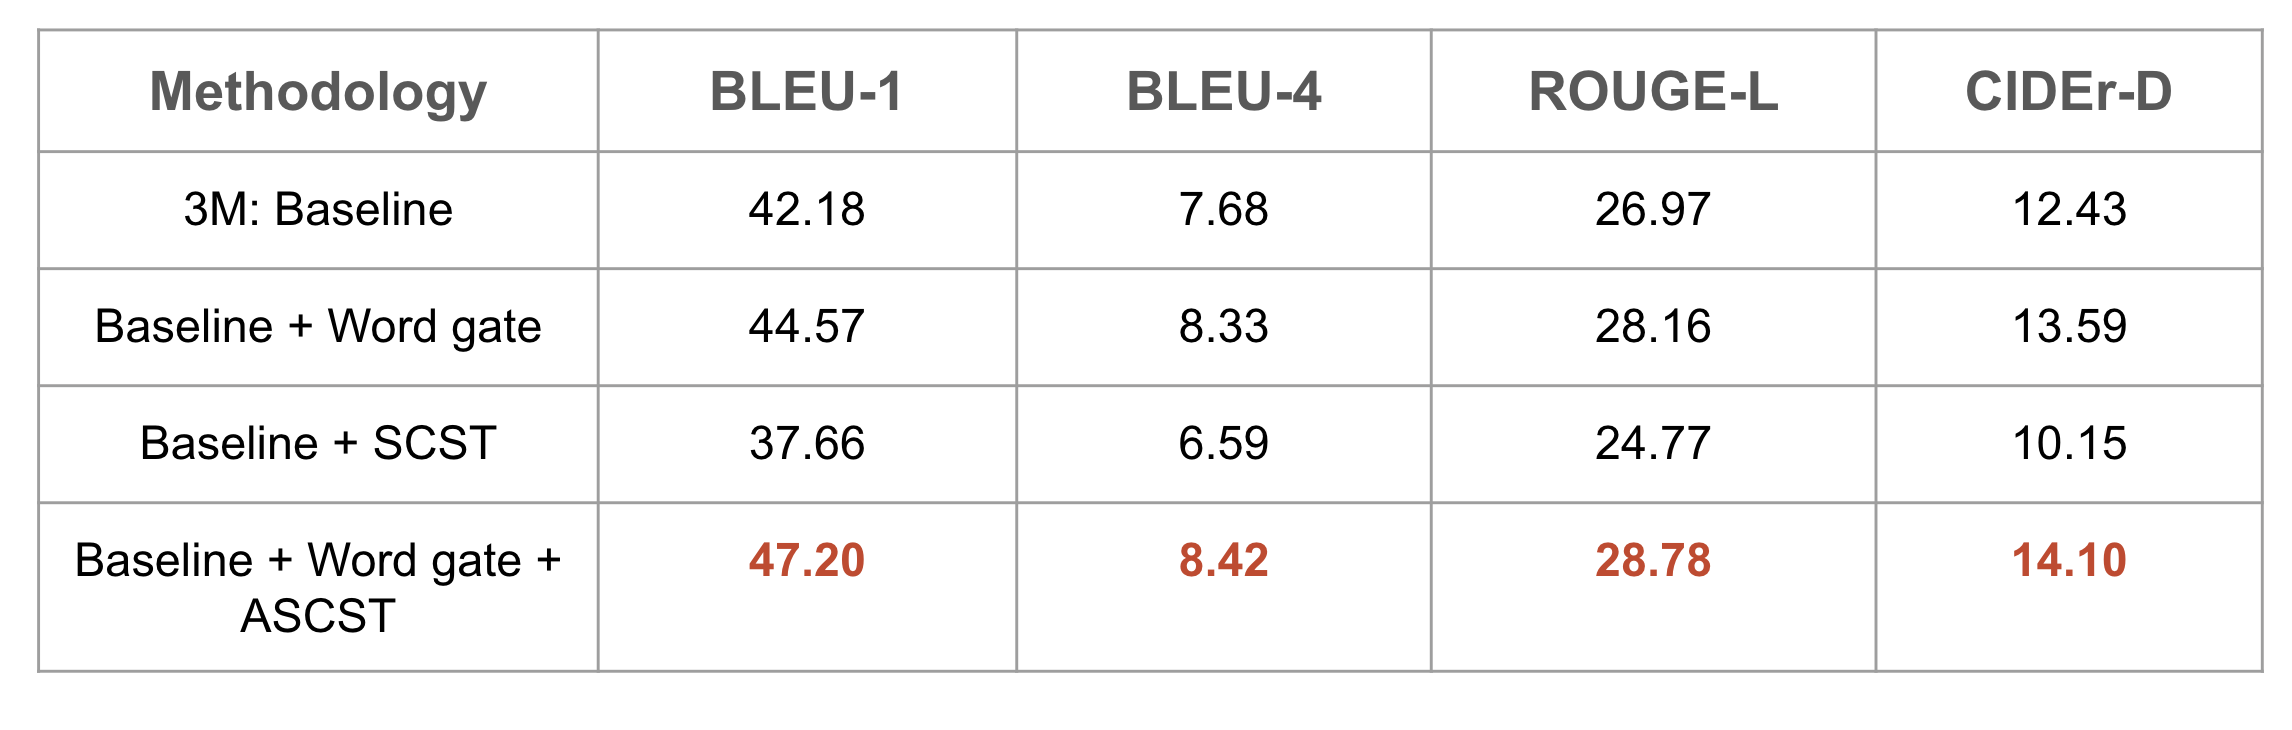 Methodology BLEU-1 BLEU-4 ROUGE-L CIDEr-D
3M: Baseline 42.18 7.68 26.97 12.43
Baseline + Word gate 44.57 8.33 28.16 13.59
Baseline + SCST 37.66 6.59 24.77 10.15
Baseline + Word gate + 47.20 8.42 28.78 14.10
ASCST